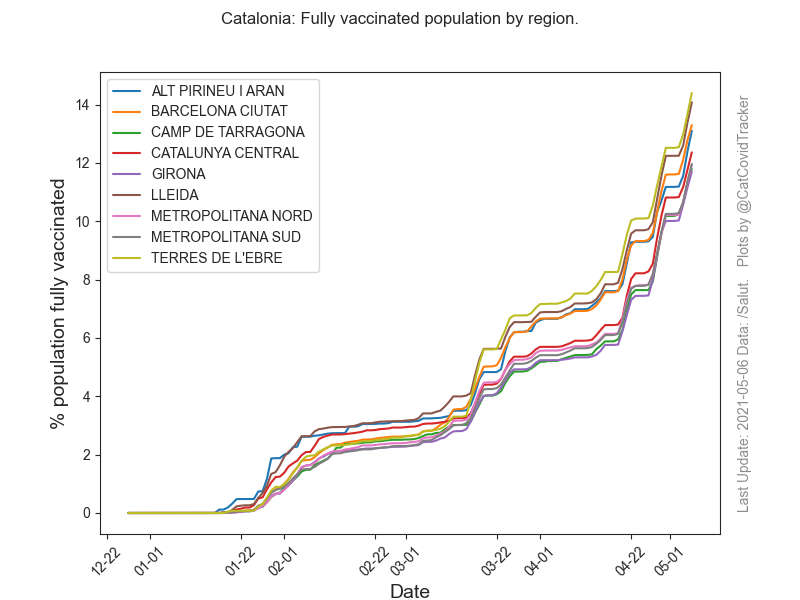 Catalonia: Fully vaccinated population by region.
ALT PIRINEU I ARAN
BARCELONA CIUTAT
CAMP DE TARRAGONA
CATALUNYA CENTRAL
GIRONA
LLEIDA
METROPOLITANA NORD
METROPOLITANA SUD
TERRES DE L'EBRE
% population fully vaccinated
14
12
10
8
6
4
2
0
12-22
01-01
01-22
02-01
02-22
03-01
03-22
04-01
04-22
05-01
Date
Last Update: 2021-05-06 Data: /Salut. Plots by @CatCovidTracker